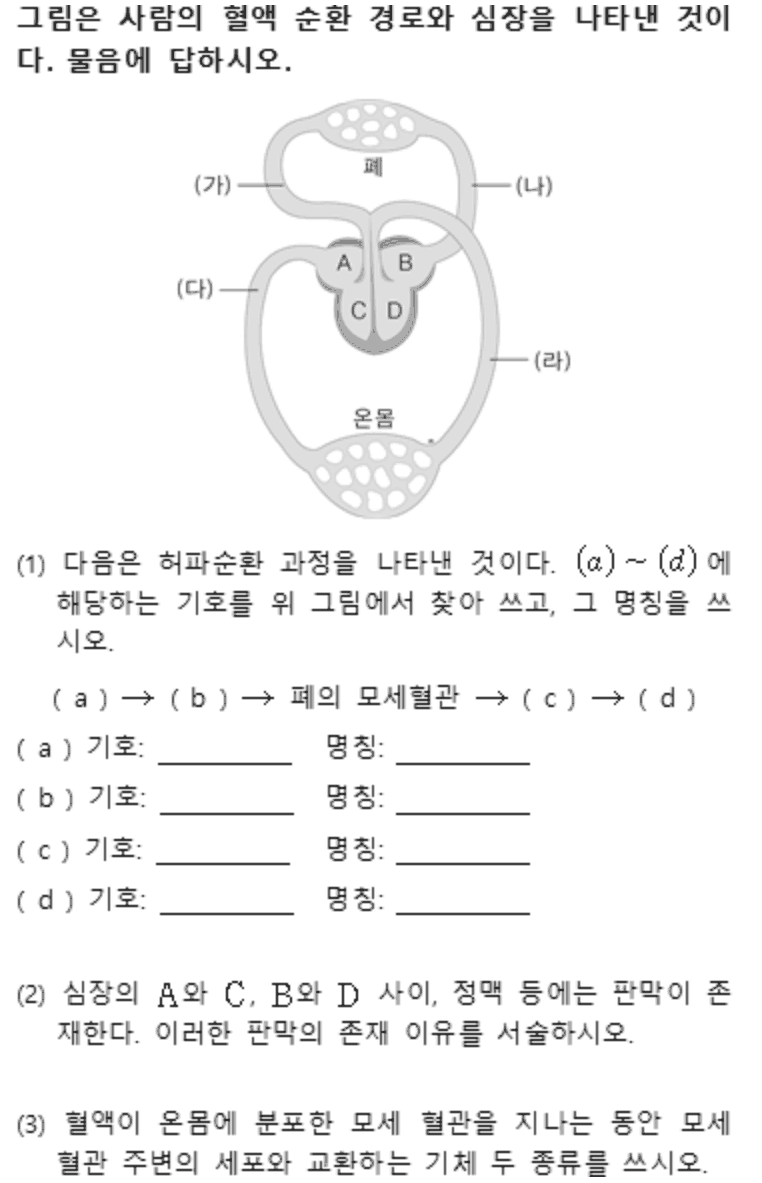 그림은 사람의 혈액 순환 경로와 심장을 나타낸 것이
다. 물음에 답하시오.
폐
(가)
(나)
A
B
(다)
C
D
(라)
온몸
(1) 다음은 허파순환 과정을 나타낸 것이다. (a) ~ (d) 에
해당하는 기호를 위 그림에서 찾아 쓰고, 그 명칭을 쓰
시오.
( a ) → ( b ) → 폐의 모세혈관 → ( c ) → ( d )
( a ) 기호: __________ 명칭: __________
( b ) 기호: __________ 명칭: __________
( c ) 기호: __________ 명칭: __________
( d ) 기호: __________ 명칭: __________
(2) 심장의 A와 C, B와 D 사이, 정맥 등에는 판막이 존
재한다. 이러한 판막의 존재 이유를 서술하시오.
(3) 혈액이 온몸에 분포한 모세 혈관을 지나는 동안 모세
혈관 주변의 세포와 교환하는 기체 두 종류를 쓰시오.